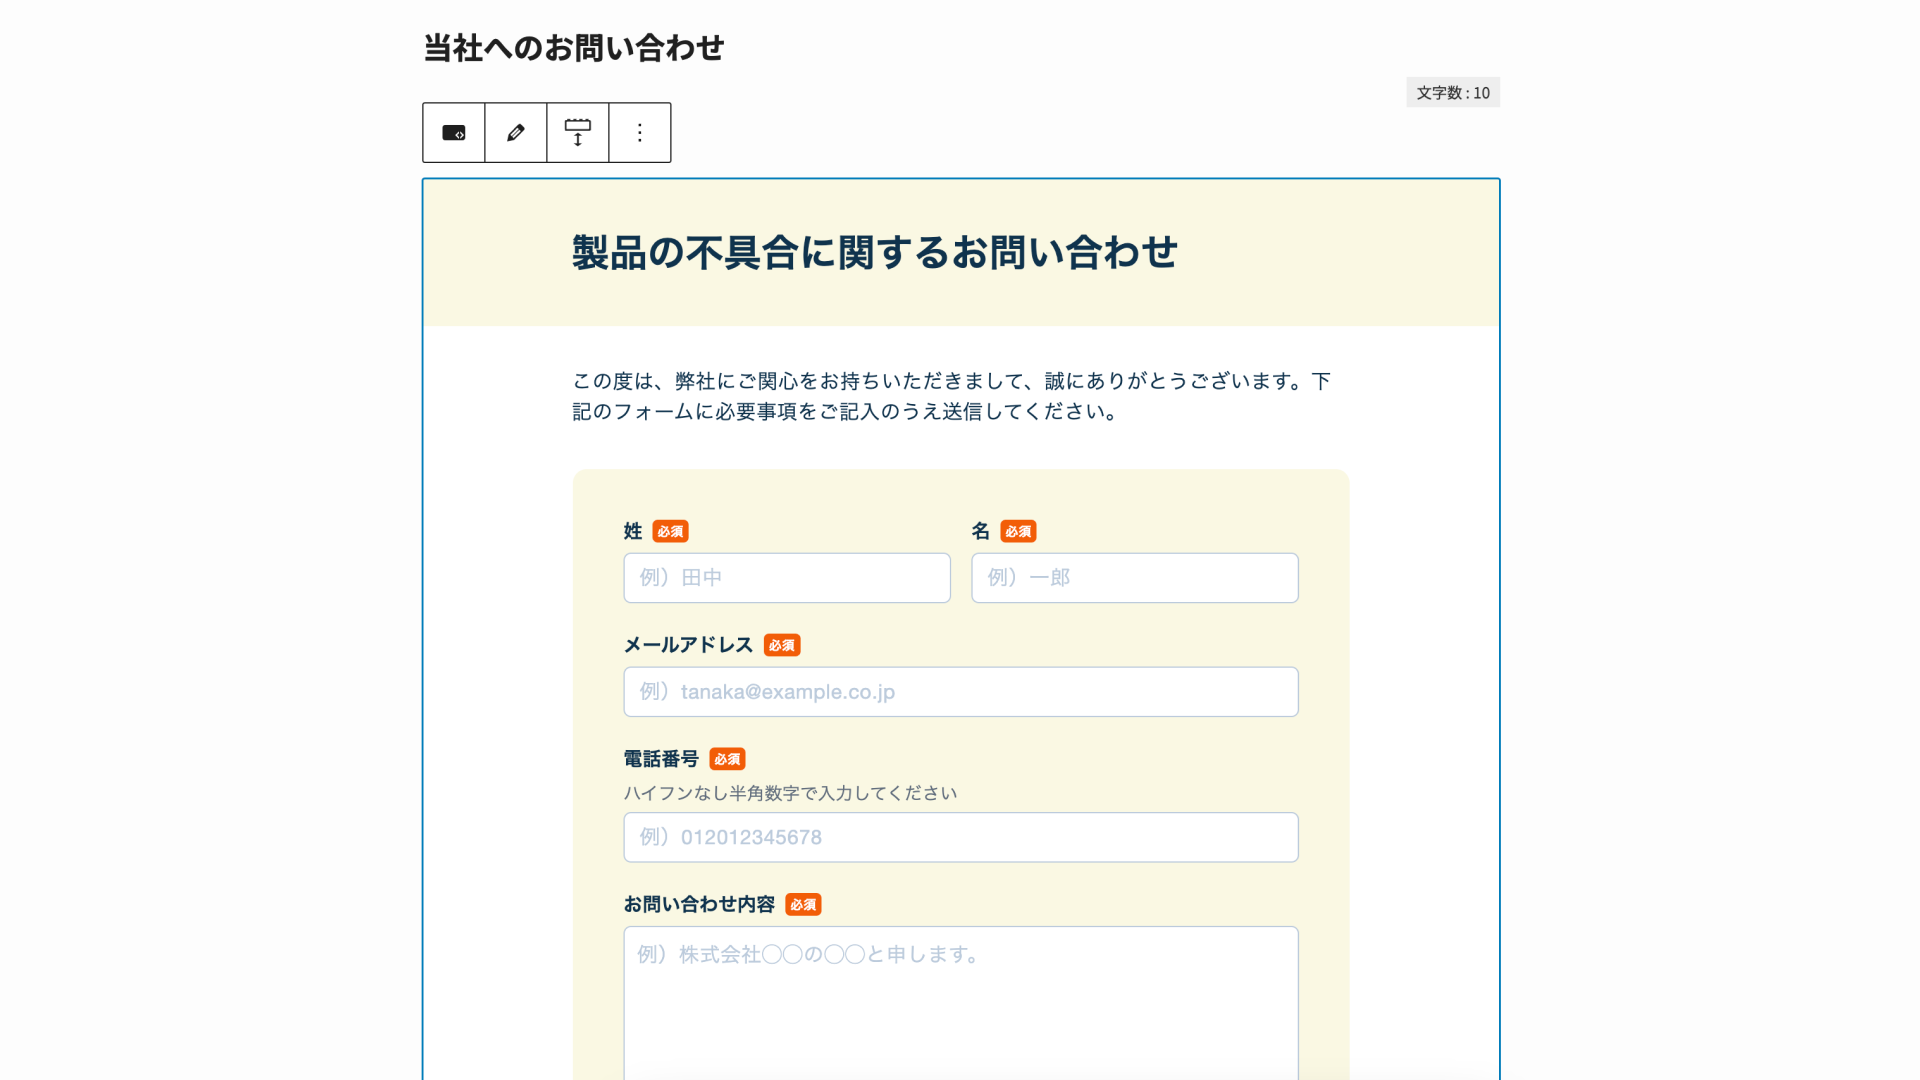 当社へのお問い合わせ
文字数 : 10
製品の不具合に関するお問い合わせ
この度は、弊社にご関心をお持ちいただきまして、誠にありがとうございます。下
記のフォームに必要事項をご記入のうえ送信してください。
姓 必須
名 必須
例）田中
例）一郎
メールアドレス 必須
例）tanaka@example.co.jp
電話番号 必須
ハイフンなし半角数字で入力してください
例）012012345678
お問い合わせ内容 必須
例）株式会社〇〇の〇〇と申します。